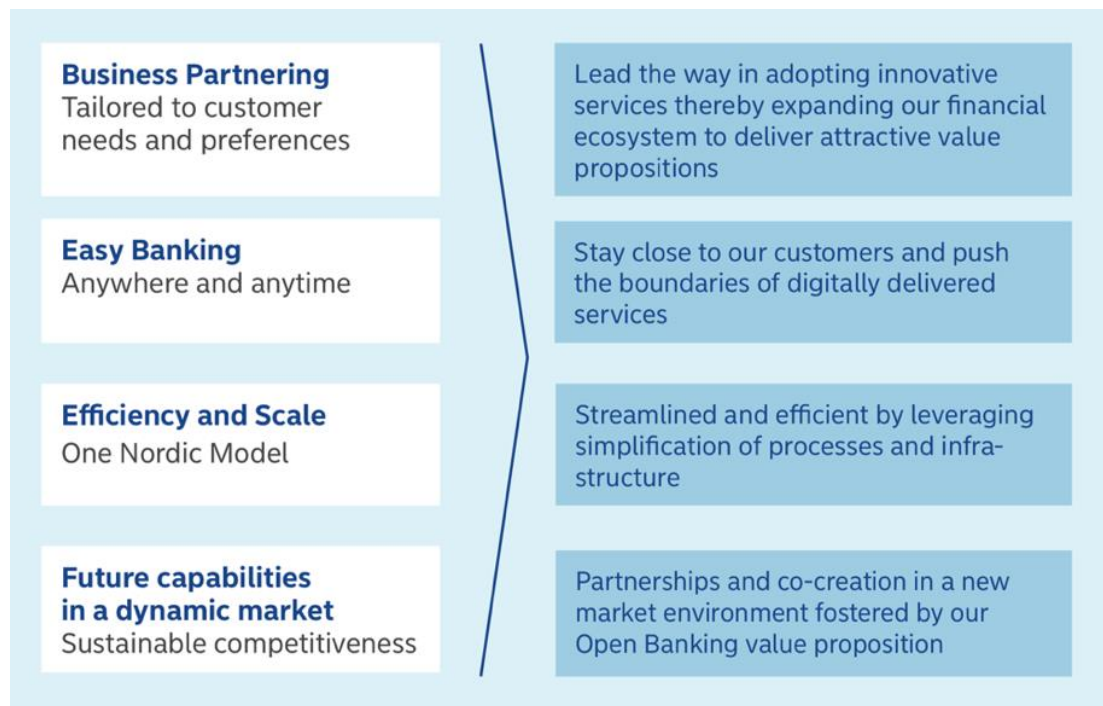 Business Partnering
Tailored to customer
needs and preferences
Lead the way in adopting innovative
services thereby expanding our financial
ecosystem to deliver attractive value
propositions
Easy Banking
Anywhere and anytime
Stay close to our customers and push
the boundaries of digitally delivered
services
Efficiency and Scale
One Nordic Model
Streamlined and efficient by leveraging
simplification of processes and infra-
structure
Future capabilities
in a dynamic market
Sustainable competitiveness
Partnerships and co-creation in a new
market environment fostered by our
Open Banking value proposition